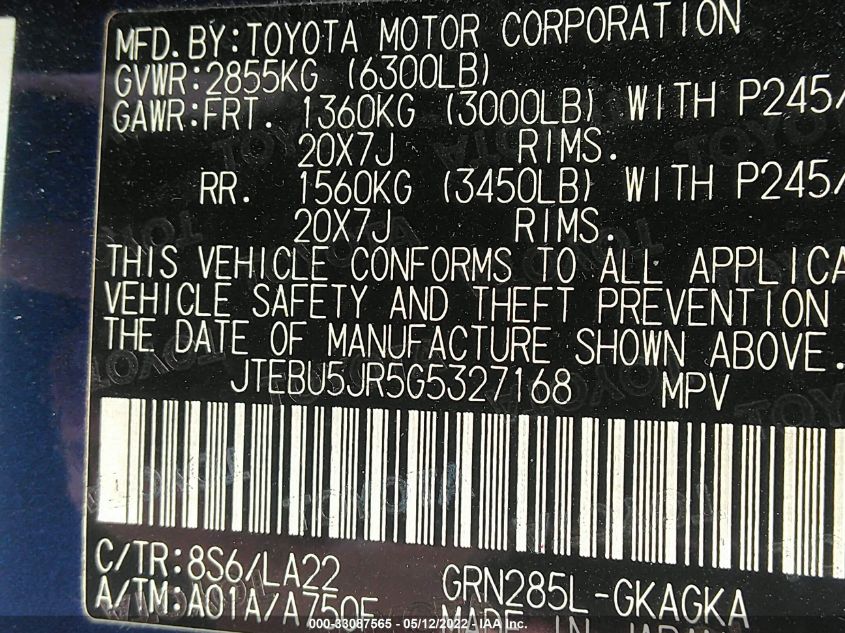 MFD. BY: TOYOTA MOTOR CORPORATION
GVWR: 2855KG (6300LB)
GAWR: FRT. 1360KG (3000LB) WITH P245/
20X7J RIMS.
RR. 1560KG (3450LB) WITH P245/
20X7J RIMS.
THIS VEHICLE CONFORMS TO ALL APPLICA
VEHICLE SAFETY AND THEFT PREVENTION
THE DATE OF MANUFACTURE SHOWN ABOVE.
JTEBU5JR5G5327168 MPV
C/TR: 8S6/LA22 GRN285L-GKAGKA
A/TM: A01A/A750F MADE IN JAPAN
000-33087565 - 05/12/2022 - IAA Inc.